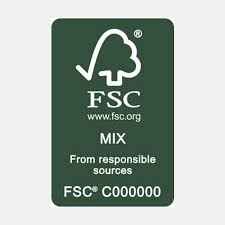 ®
FSC
www.fsc.org
MIX
From responsible
sources
FSC® C000000